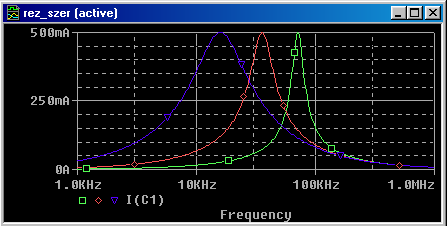 rez_szer (active)
500mA
250mA
0A
1.0KHz 10KHz 100KHz 1.0MHz
I(C1)
Frequency